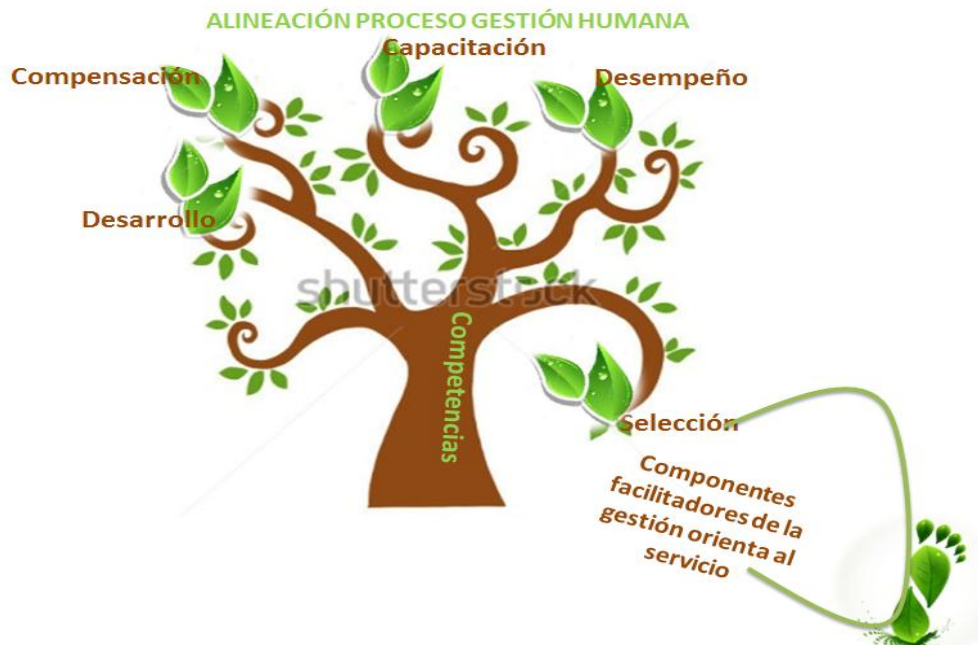 ALINEACIÓN PROCESO GESTIÓN HUMANA
Capacitación
Compensación
Desempeño
Desarrollo
shutterstock
Competencias
Selección
Componentes
facilitadores de la
gestión orienta al
servicio